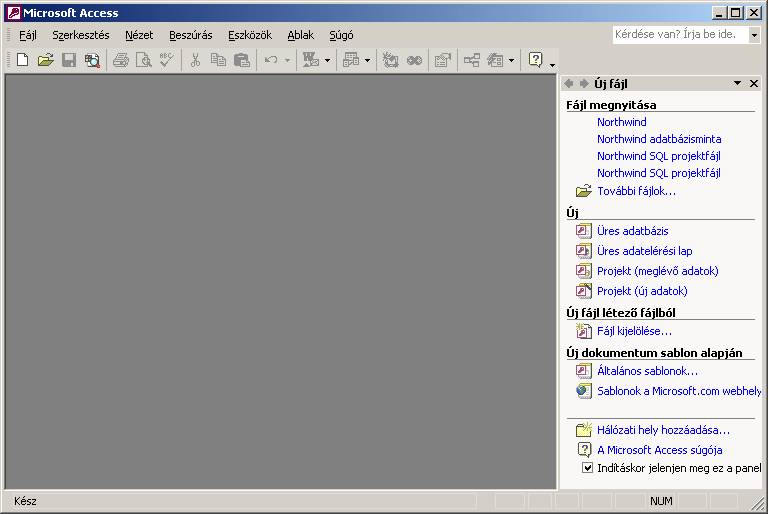 Microsoft Access
Fájl Szerkesztés Nézet Beszúrás Eszközök Ablak Súgó Kérdése van? Írja be ide.
Új fájl
Fájl megnyitása
Northwind
Northwind adatbázisminta
Northwind SQL projektfájl
Northwind SQL projektfájl
További fájlok...
Új
Üres adatbázis
Üres adatelérési lap
Projekt (meglévő adatok)
Projekt (új adatok)
Új fájl létező fájlból
Fájl kijelölése...
Új dokumentum sablon alapján
Általános sablonok...
Sablonok a Microsoft.com webhely
Hálózati hely hozzáadása...
A Microsoft Access súgója
Indításkor jelenjen meg ez a panel
Kész NUM